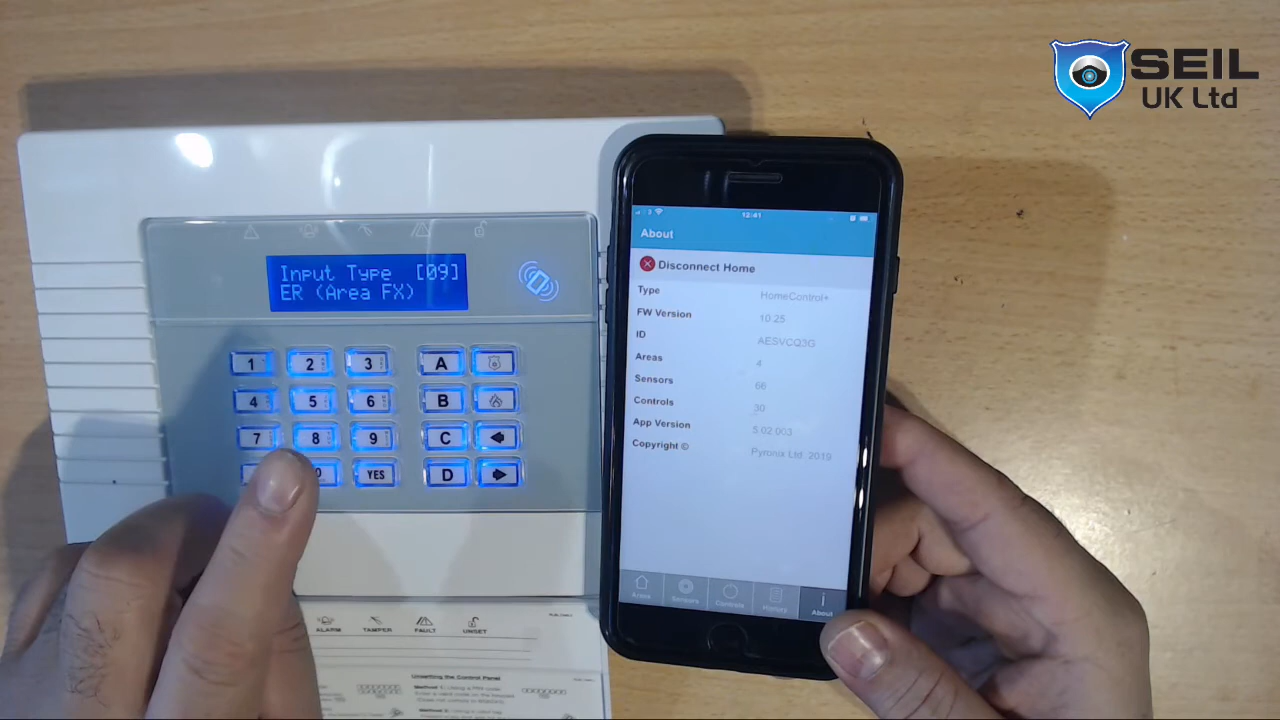 SEIL
UK Ltd
Input Type [09]
ER (Area FX)
1 2 3 A
4 5 6 B
7 8 9 C
YES D
12:41
About
Disconnect Home
Type HomeControl+
FW Version 10.25
ID AESVCQ3G
Areas 4
Sensors 66
Controls 30
App Version 5.02.003
Copyright © Pyronix Ltd. 2019
Areas Sensors Controls History About
ALARM TAMPER FAULT UNSET
Unsetting the Control Panel